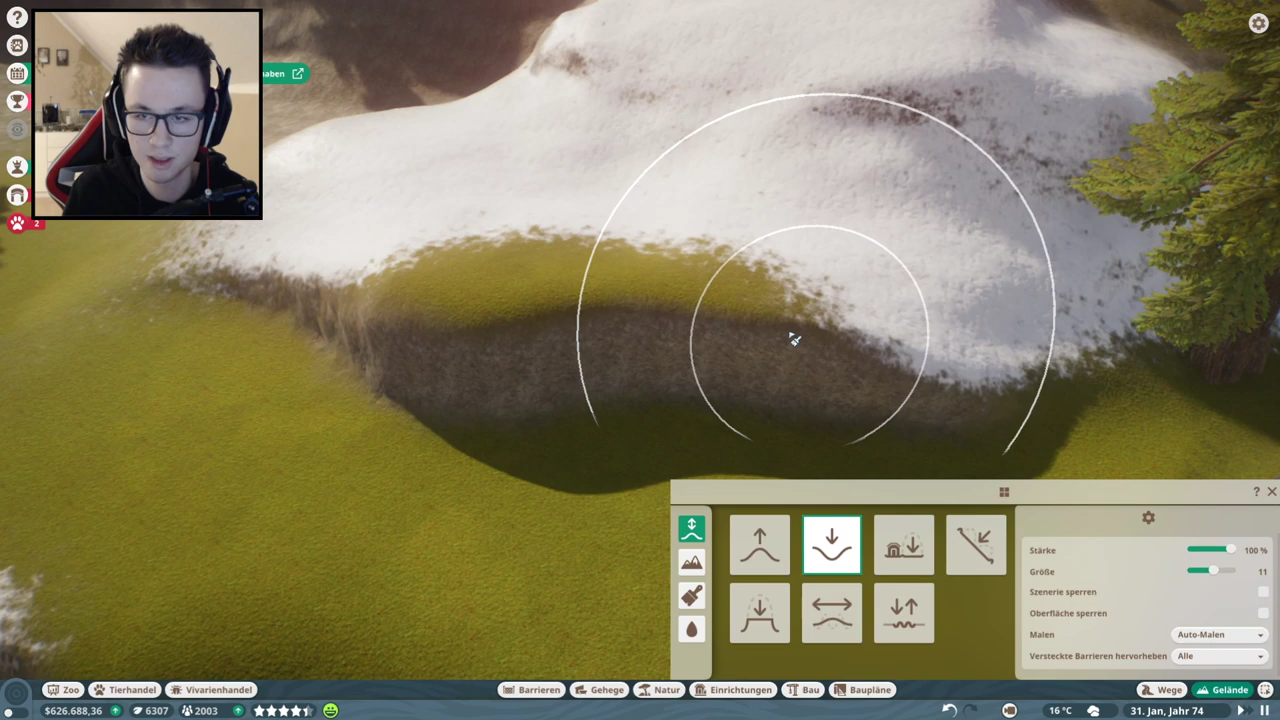 ?
haben
2
? ×
Stärke 100 %
Größe 11
Szenerie sperren
Oberfläche sperren
Malen Auto-Malen
Versteckte Barrieren hervorheben Alle
Zoo Tierhandel Vivarienhandel Barrieren Gehege Natur Einrichtungen Bau Baupläne Wege Gelände
$626.688,36 6307 2003 16 °C 31. Jan, Jahr 74